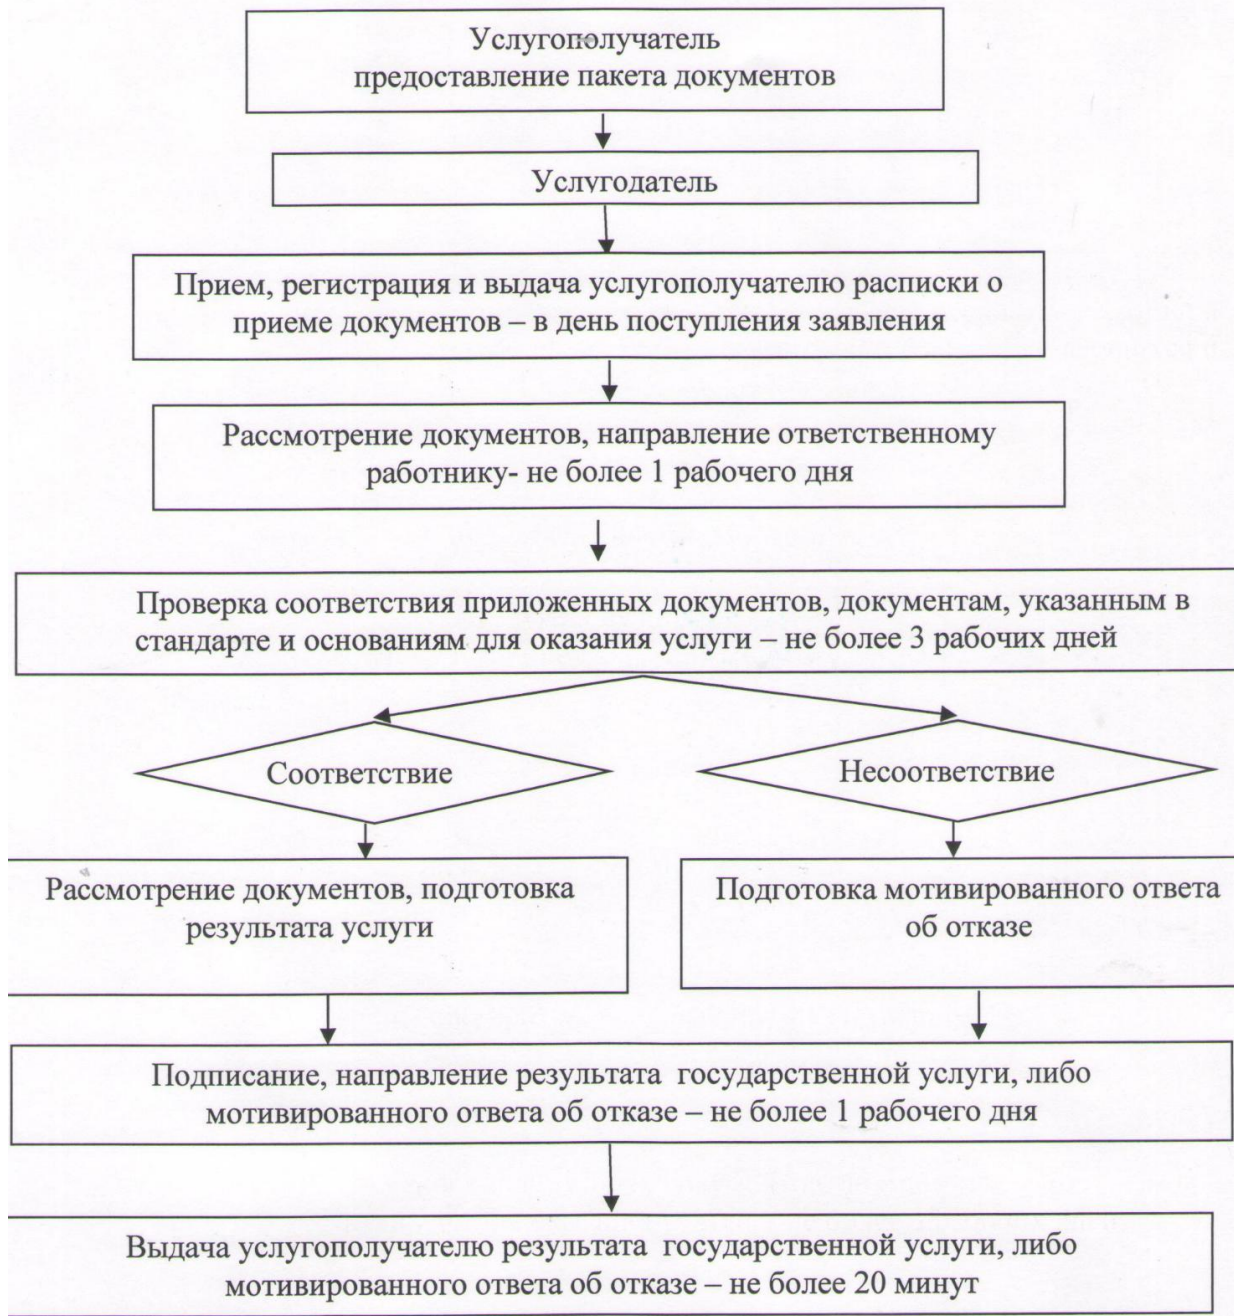 Услугополучатель
предоставление пакета документов
Услугодатель
Прием, регистрация и выдача услугополучателю расписки о
приеме документов – в день поступления заявления
Рассмотрение документов, направление ответственному
работнику- не более 1 рабочего дня
Проверка соответствия приложенных документов, документам, указанным в
стандарте и основаниям для оказания услуги – не более 3 рабочих дней
Соответствие
Несоответствие
Рассмотрение документов, подготовка
результата услуги
Подготовка мотивированного ответа
об отказе
Подписание, направление результата государственной услуги, либо
мотивированного ответа об отказе – не более 1 рабочего дня
Выдача услугополучателю результата государственной услуги, либо
мотивированного ответа об отказе – не более 20 минут